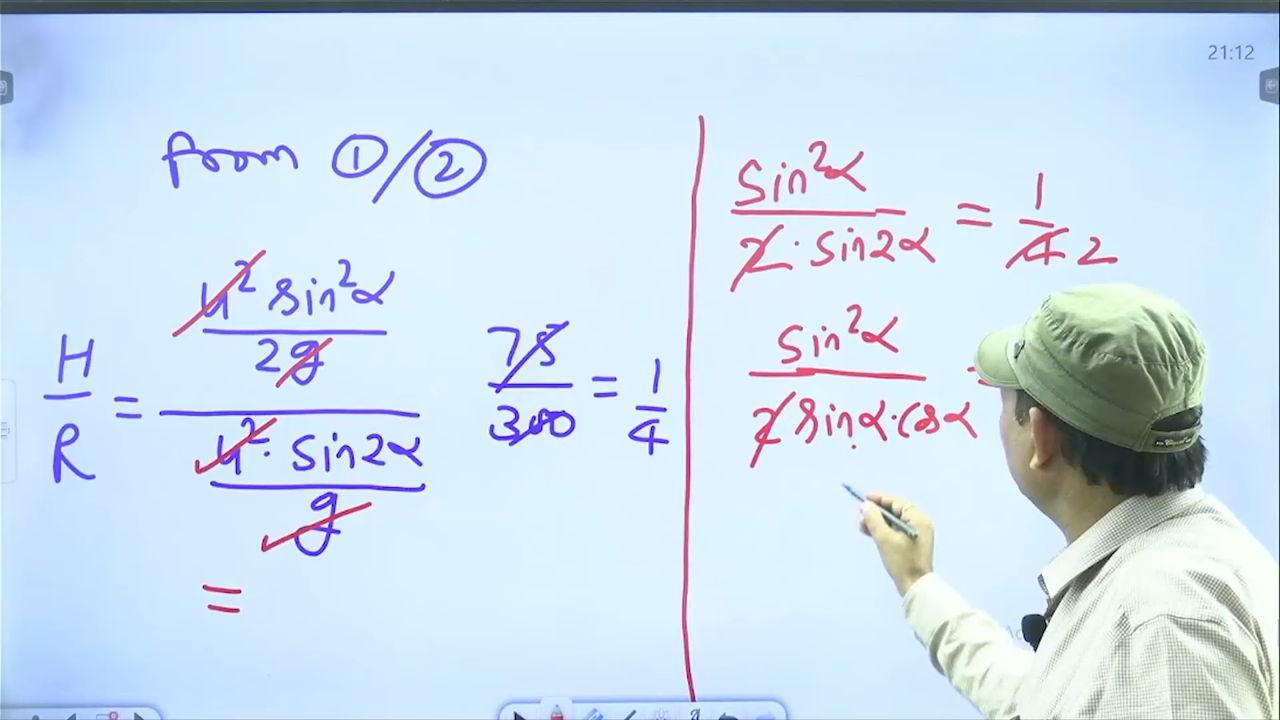 21:12
from ①/②
H/R = (u² sin²α / 2g) / (u² · sin2α / g)
75/300 = 1/4
=
sin²α / 2 · sin2α = 1/4 2
sin²α / 2 sinα · cosα =